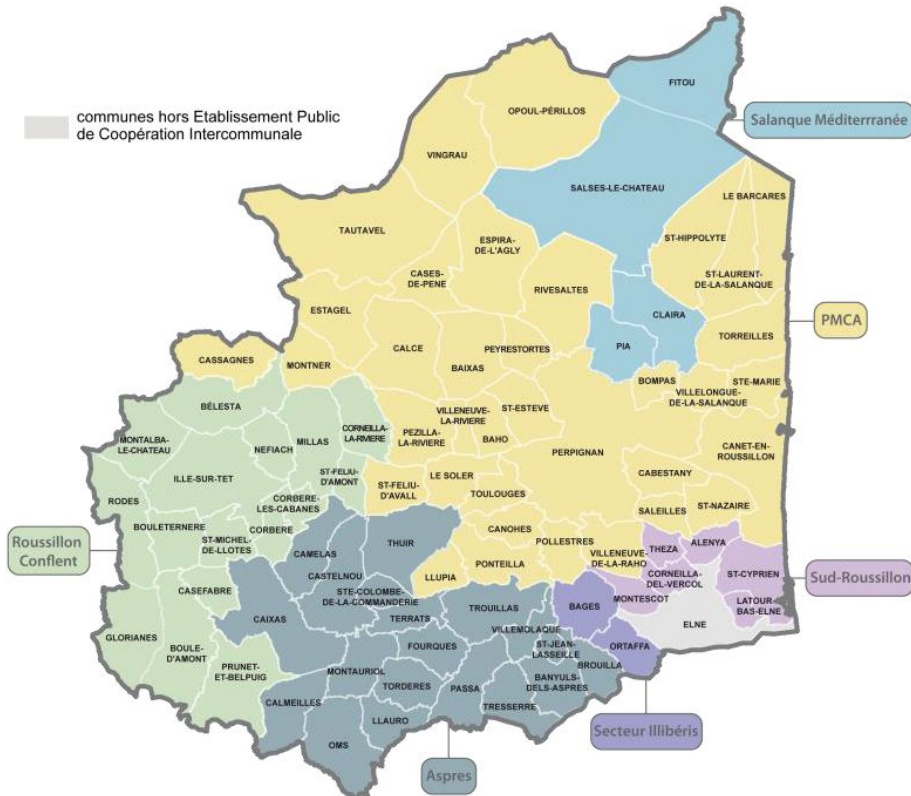 communes hors Etablissement Public
de Coopération Intercommunale
FITOU
OPOUL-PÉRILLOS
Salanque Méditerrranée
VINGRAU
SALSES-LE-CHATEAU
LE BARCARES
TAUTAVEL
ESPIRA-
DE-L'AGLY
ST-HIPPOLYTE
CASES-
DE-PENE
ST-LAURENT-
DE-LA-SALANQUE
RIVESALTES
ESTAGEL
CLAIRA
PMCA
TORREILLES
CALCE
PEYRESTORTES
PIA
CASSAGNES
MONTNER
BAIXAS
BOMPAS
STE-MARIE
VILLELONGUE-
DE-LA-SALANQUE
BÉLESTA
VILLENEUVE-
LA-RIVIERE
ST-ESTEVE
CORNEILLA-
LA-RIVIERE
PEZILLA-
LA-RIVIERE
MONTALBA-
LE-CHATEAU
NEFIACH
MILLAS
BAHO
CANET-EN-
ROUSSILLON
PERPIGNAN
ILLE-SUR-TET
ST-FELIU-
D'AMONT
LE SOLER
CABESTANY
ST-FELIU-
D'AVALL
TOULOUGES
RODES
CORBERE-
LES-CABANES
SALEILLES
ST-NAZAIRE
BOULETERNERE
CORBERE
ST-MICHEL-
DE-LLOTES
CANOHES
THUIR
CAMELAS
POLLESTRES
ALENYA
THEZA
Roussillon
Conflent
VILLENEUVE-
DE-LA-RAHO
PONTEILLA
LLUPIA
CASTELNOU
CORNEILLA-
DEL-VERCOL
ST-CYPRIEN
Sud-Roussillon
CASEFABRE
STE-COLOMBE-
DE-LA-COMMANDERIE
MONTESCOT
LATOUR-
BAS-ELNE
BAGES
TROUILLAS
CAIXAS
TERRATS
ELNE
GLORIANES
VILLEMOLAQUE
FOURQUES
ST-JEAN-
LASSEILLE
ORTAFFA
BOULE-
D'AMONT
PRUNET-
ET-BELPUIG
BROUILLA
MONTAURIOL
BANYULS-
DELS-ASPRES
TORDERES
PASSA
CALMEILLES
TRESSERRE
LLAURO
Secteur Illibéris
OMS
Aspres